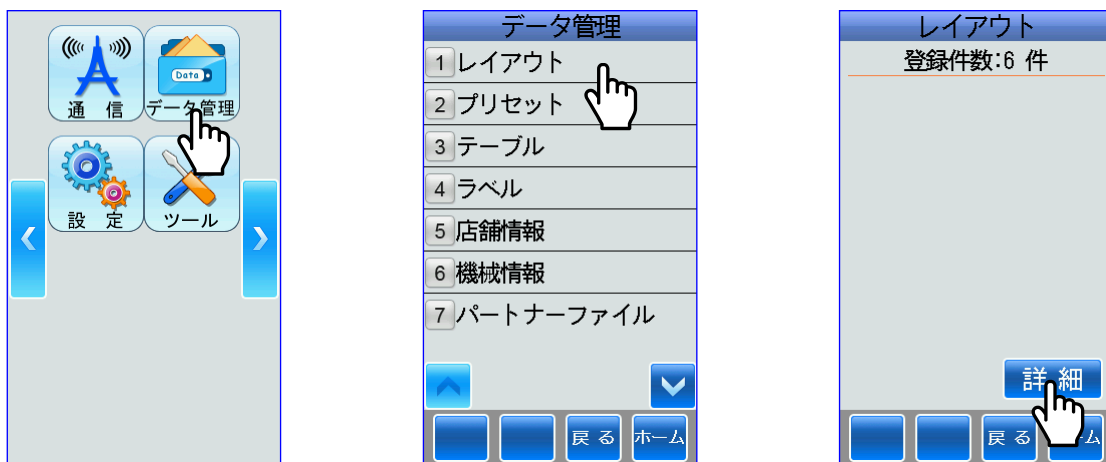 Data
通 信
データ管理
設 定
ツール
データ管理
1 レイアウト
2 プリセット
3 テーブル
4 ラベル
5 店舗情報
6 機械情報
7 パートナーファイル
戻 る
ホーム
レイアウト
登録件数:6 件
詳 細
戻 る
ム